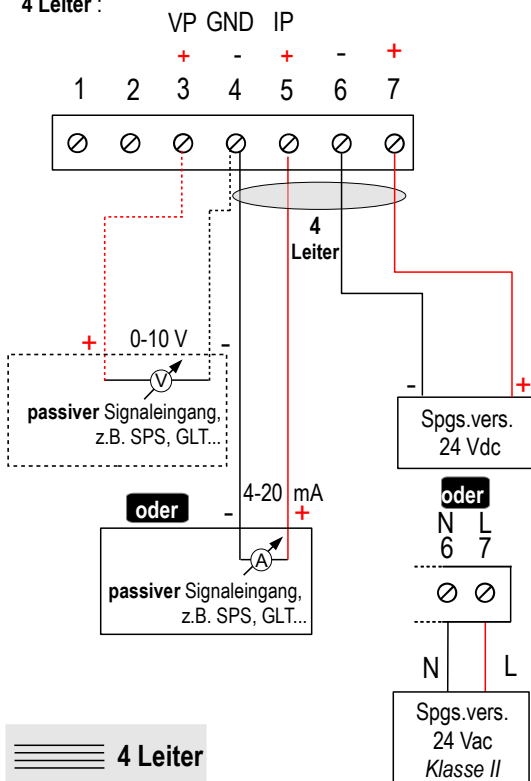 4 Leiter :
VP GND IP
+ - + - +
1 2 3 4 5 6 7
4
Leiter
+ 0-10 V -
V
passiver Signaleingang,
z.B. SPS, GLT...
- +
Spgs.vers.
24 Vdc
oder
- 4-20 mA +
A
passiver Signaleingang,
z.B. SPS, GLT...
oder
N L
6 7
N L
Spgs.vers.
24 Vac
Klasse II
4 Leiter